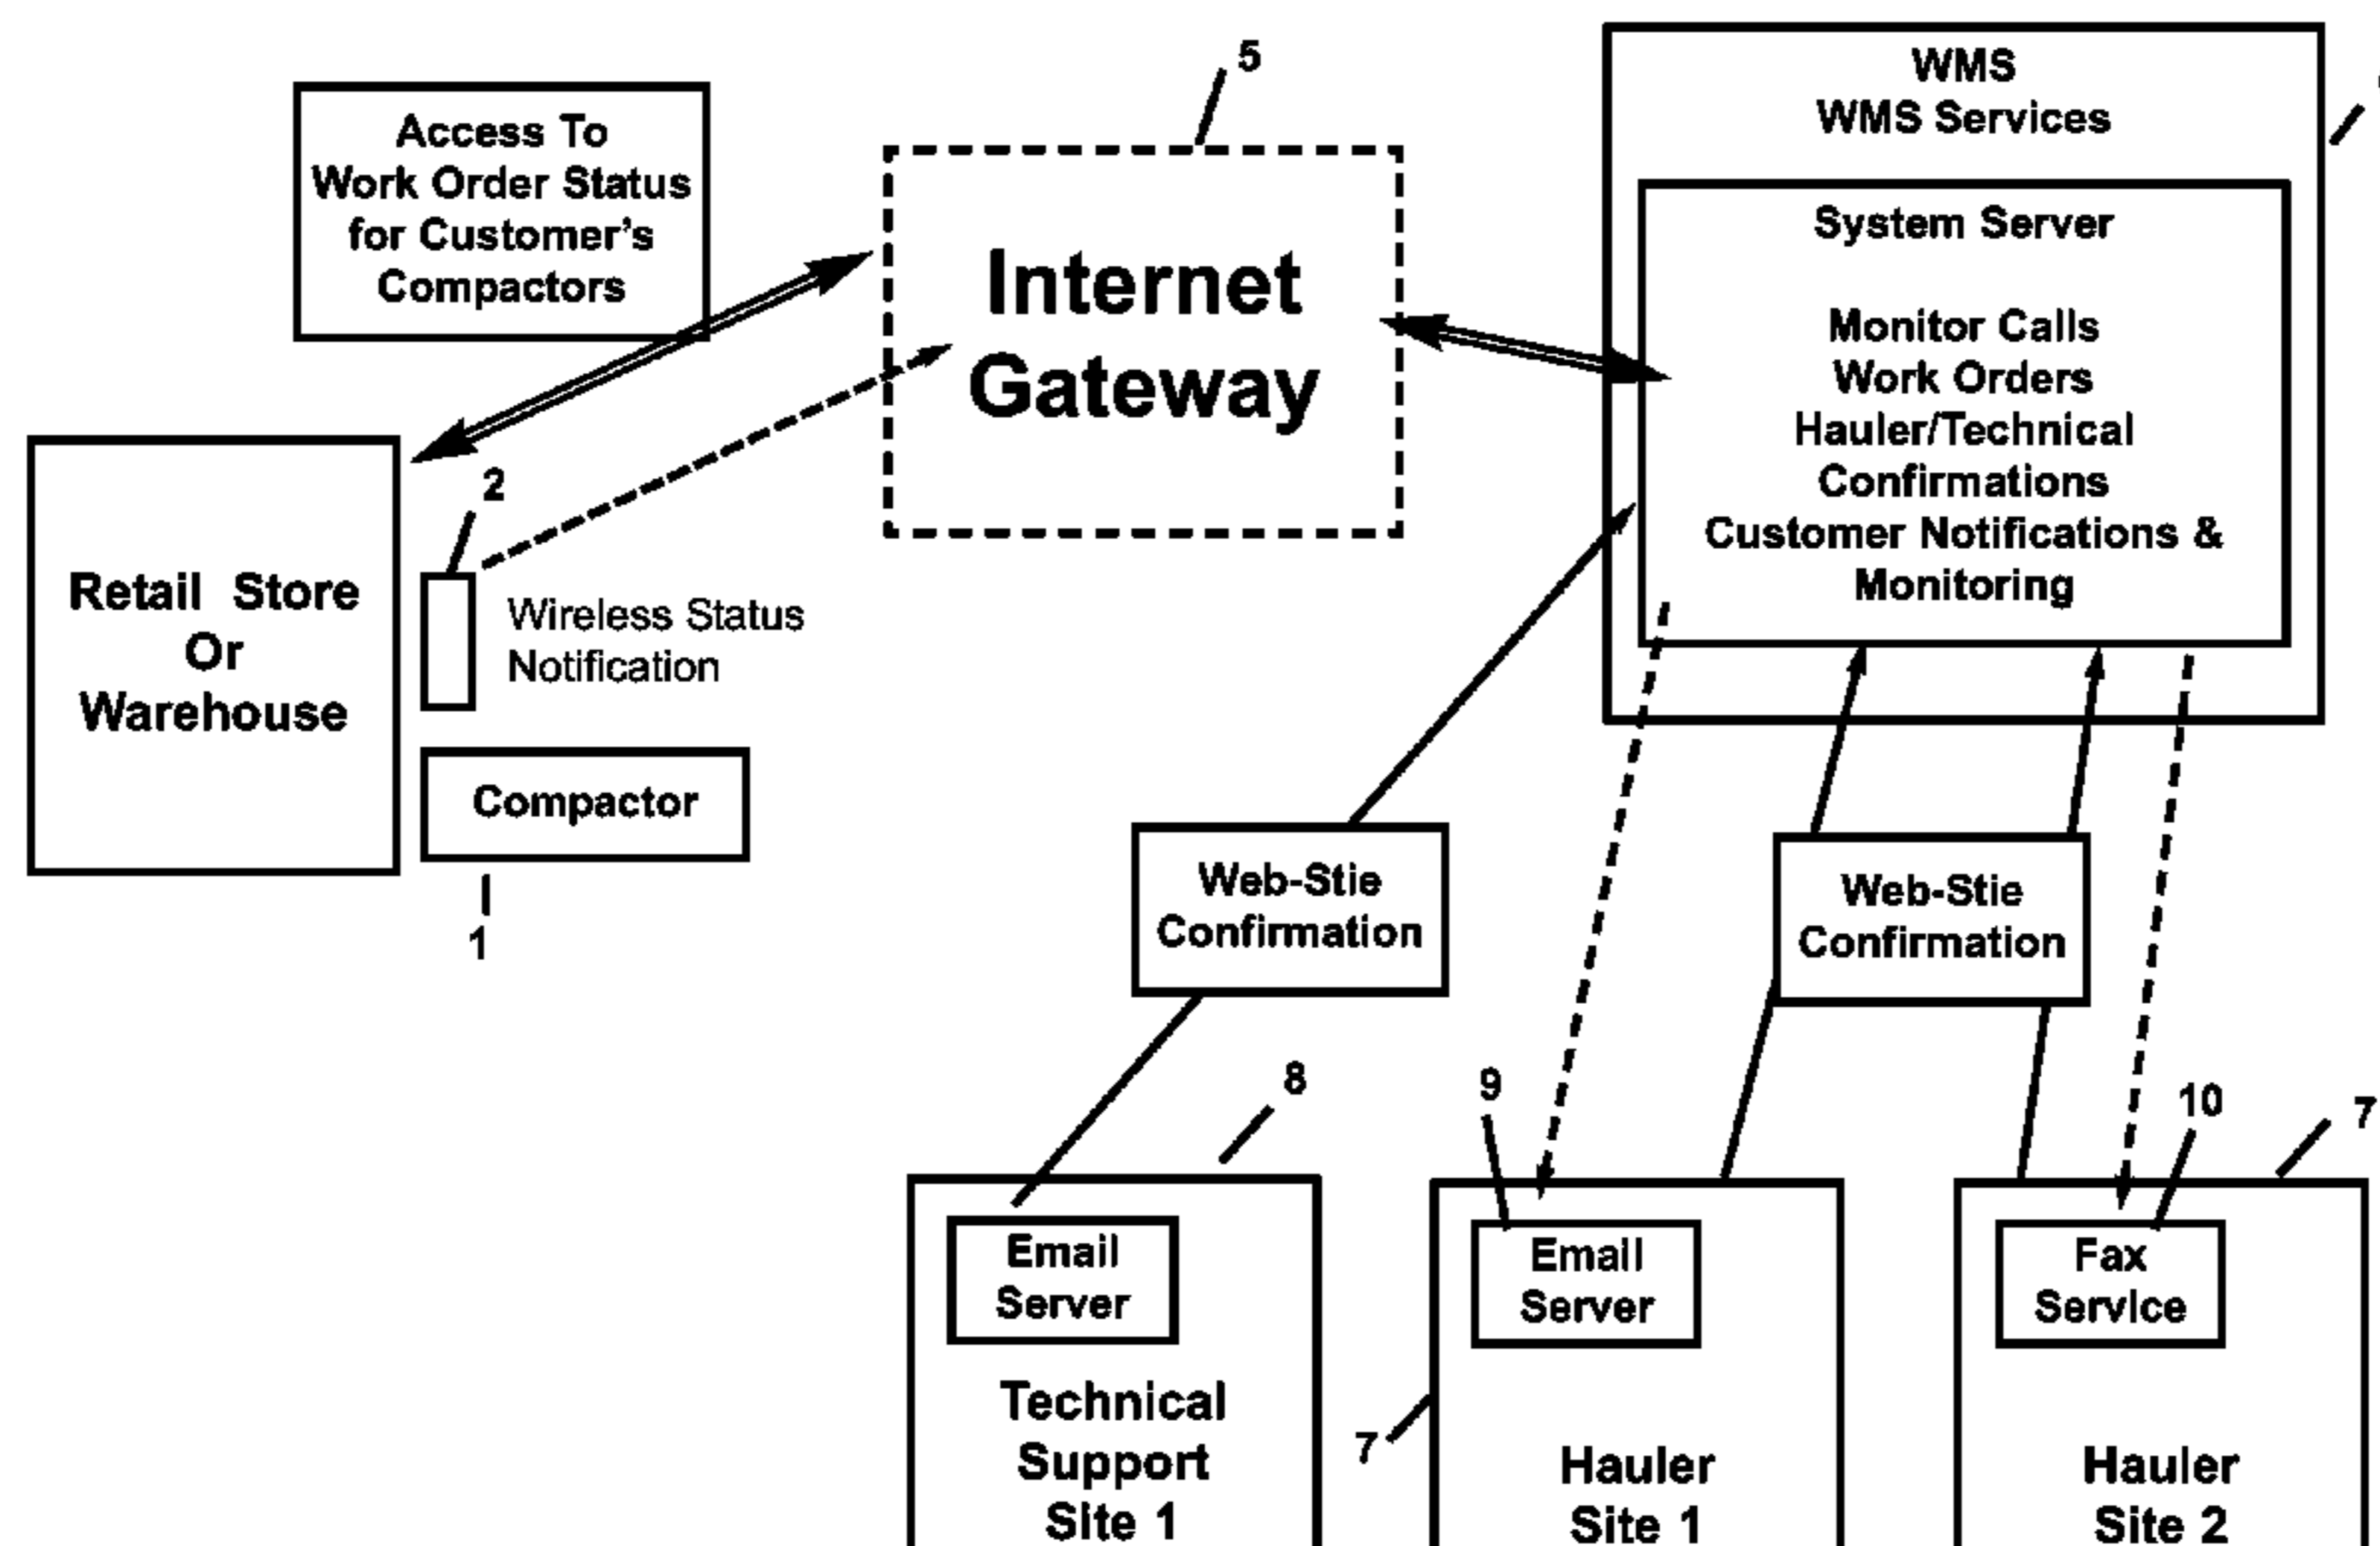 5
WMS
WMS Services
Access To
Work Order Status
for Customer's
Compactors
System Server
Internet
Gateway
Monitor Calls
Work Orders
Hauler/Technical
Confirmations
Customer Notifications &
Monitoring
2
Retail Store
Or
Warehouse
Wireless Status
Notification
Compactor
1
Web-Stie
Confirmation
Web-Stie
Confirmation
8
9
10
7
Email
Server
Technical
Support
Site 1
Email
Server
7
Hauler
Site 1
Fax
Service
Hauler
Site 2